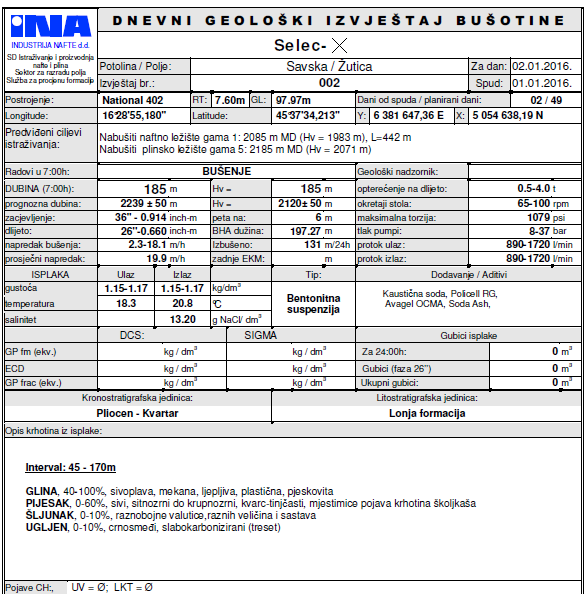 INA
INDUSTRIJA NAFTE d.d.
SD Istraživanje i proizvodnja
nafte i plina
Sektor za razradu polja
Služba za procjenu formacije
DNEVNI GEOLOŠKI IZVJEŠTAJ BUŠOTINE
Selec- X
Potolina / Polje: Savska / Žutica Za dan: 02.01.2016.
Izvještaj br.: 002 Spud: 01.01.2016.
Postrojenje: National 402 RT: 7.60m GL: 97.97m Dani od spuda / planirani dani: 02 / 49
Longitude: 16°28'55,180" Latitude: 45°37'34,213" Y: 6 381 647,36 E X: 5 054 638,19 N
Predviđeni ciljevi
istraživanja:
Nabušiti naftno ležište gama 1: 2085 m MD (Hv = 1983 m), L=442 m
Nabušiti plinsko ležište gama 5: 2185 m MD (Hv = 2071 m)
Radovi u 7:00h: BUŠENJE Geološki nadzornik:
DUBINA (7:00h): 185 m Hv = 185 m opterećenje na dlijeto: 0.5-4.0 t
prognozna dubina: 2239 ± 50 m Hv = 2120± 50 m okretaji stola: 65-100 rpm
zacjevljenje: 36" - 0.914 inch-m peta na: 6 m maksimalna torzija: 1079 psi
dlijeto: 26"-0.660 inch-m BHA dužina: 197.27 m tlak pumpi: 8-37 bar
napredak bušenja: 2.3-18.1 m/h Izbušeno: 131 m/24h protok ulaz: 890-1720 l/min
prosječni napredak: 19.9 m/h zadnje EKM: m protok izlaz: 890-1720 l/min
ISPLAKA Ulaz Izlaz Tip: Dodavanje / Aditivi
gustoća 1.15-1.17 1.15-1.17 kg/dm³
temperatura 18.3 20.8 °C
salinitet 13.20 g NaCl/ dm³
Bentonitna
suspenzija
Kaustična soda, Policell RG,
Avagel OCMA, Soda Ash,
DCS: SIGMA Gubici isplake
GP fm (ekv.) kg / dm³ kg / dm³ Za 24:00h: 0 m³
ECD kg / dm³ kg / dm³ Gubici (faza 26") 0 m³
GP frac (ekv.) kg / dm³ kg / dm³ Ukupni gubici: 0 m³
Kronostratigrafska jedinica: Litostratigrafska jedinica:
Pliocen - Kvartar Lonja formacija
Opis krhotina iz isplake:
Interval: 45 - 170m
GLINA, 40-100%, sivoplava, mekana, ljepljiva, plastična, pjeskovita
PIJESAK, 0-60%, sivi, sitnozrni do krupnozrni, kvarc-tinjčasti, mjestimice pojava krhotina školjkaša
ŠLJUNAK, 0-10%, raznobojne valutice,raznih veličina i sastava
UGLJEN, 0-10%, crnosmeđi, slabokarbonizirani (treset)
Pojave CH:, UV = Ø; LKT = Ø